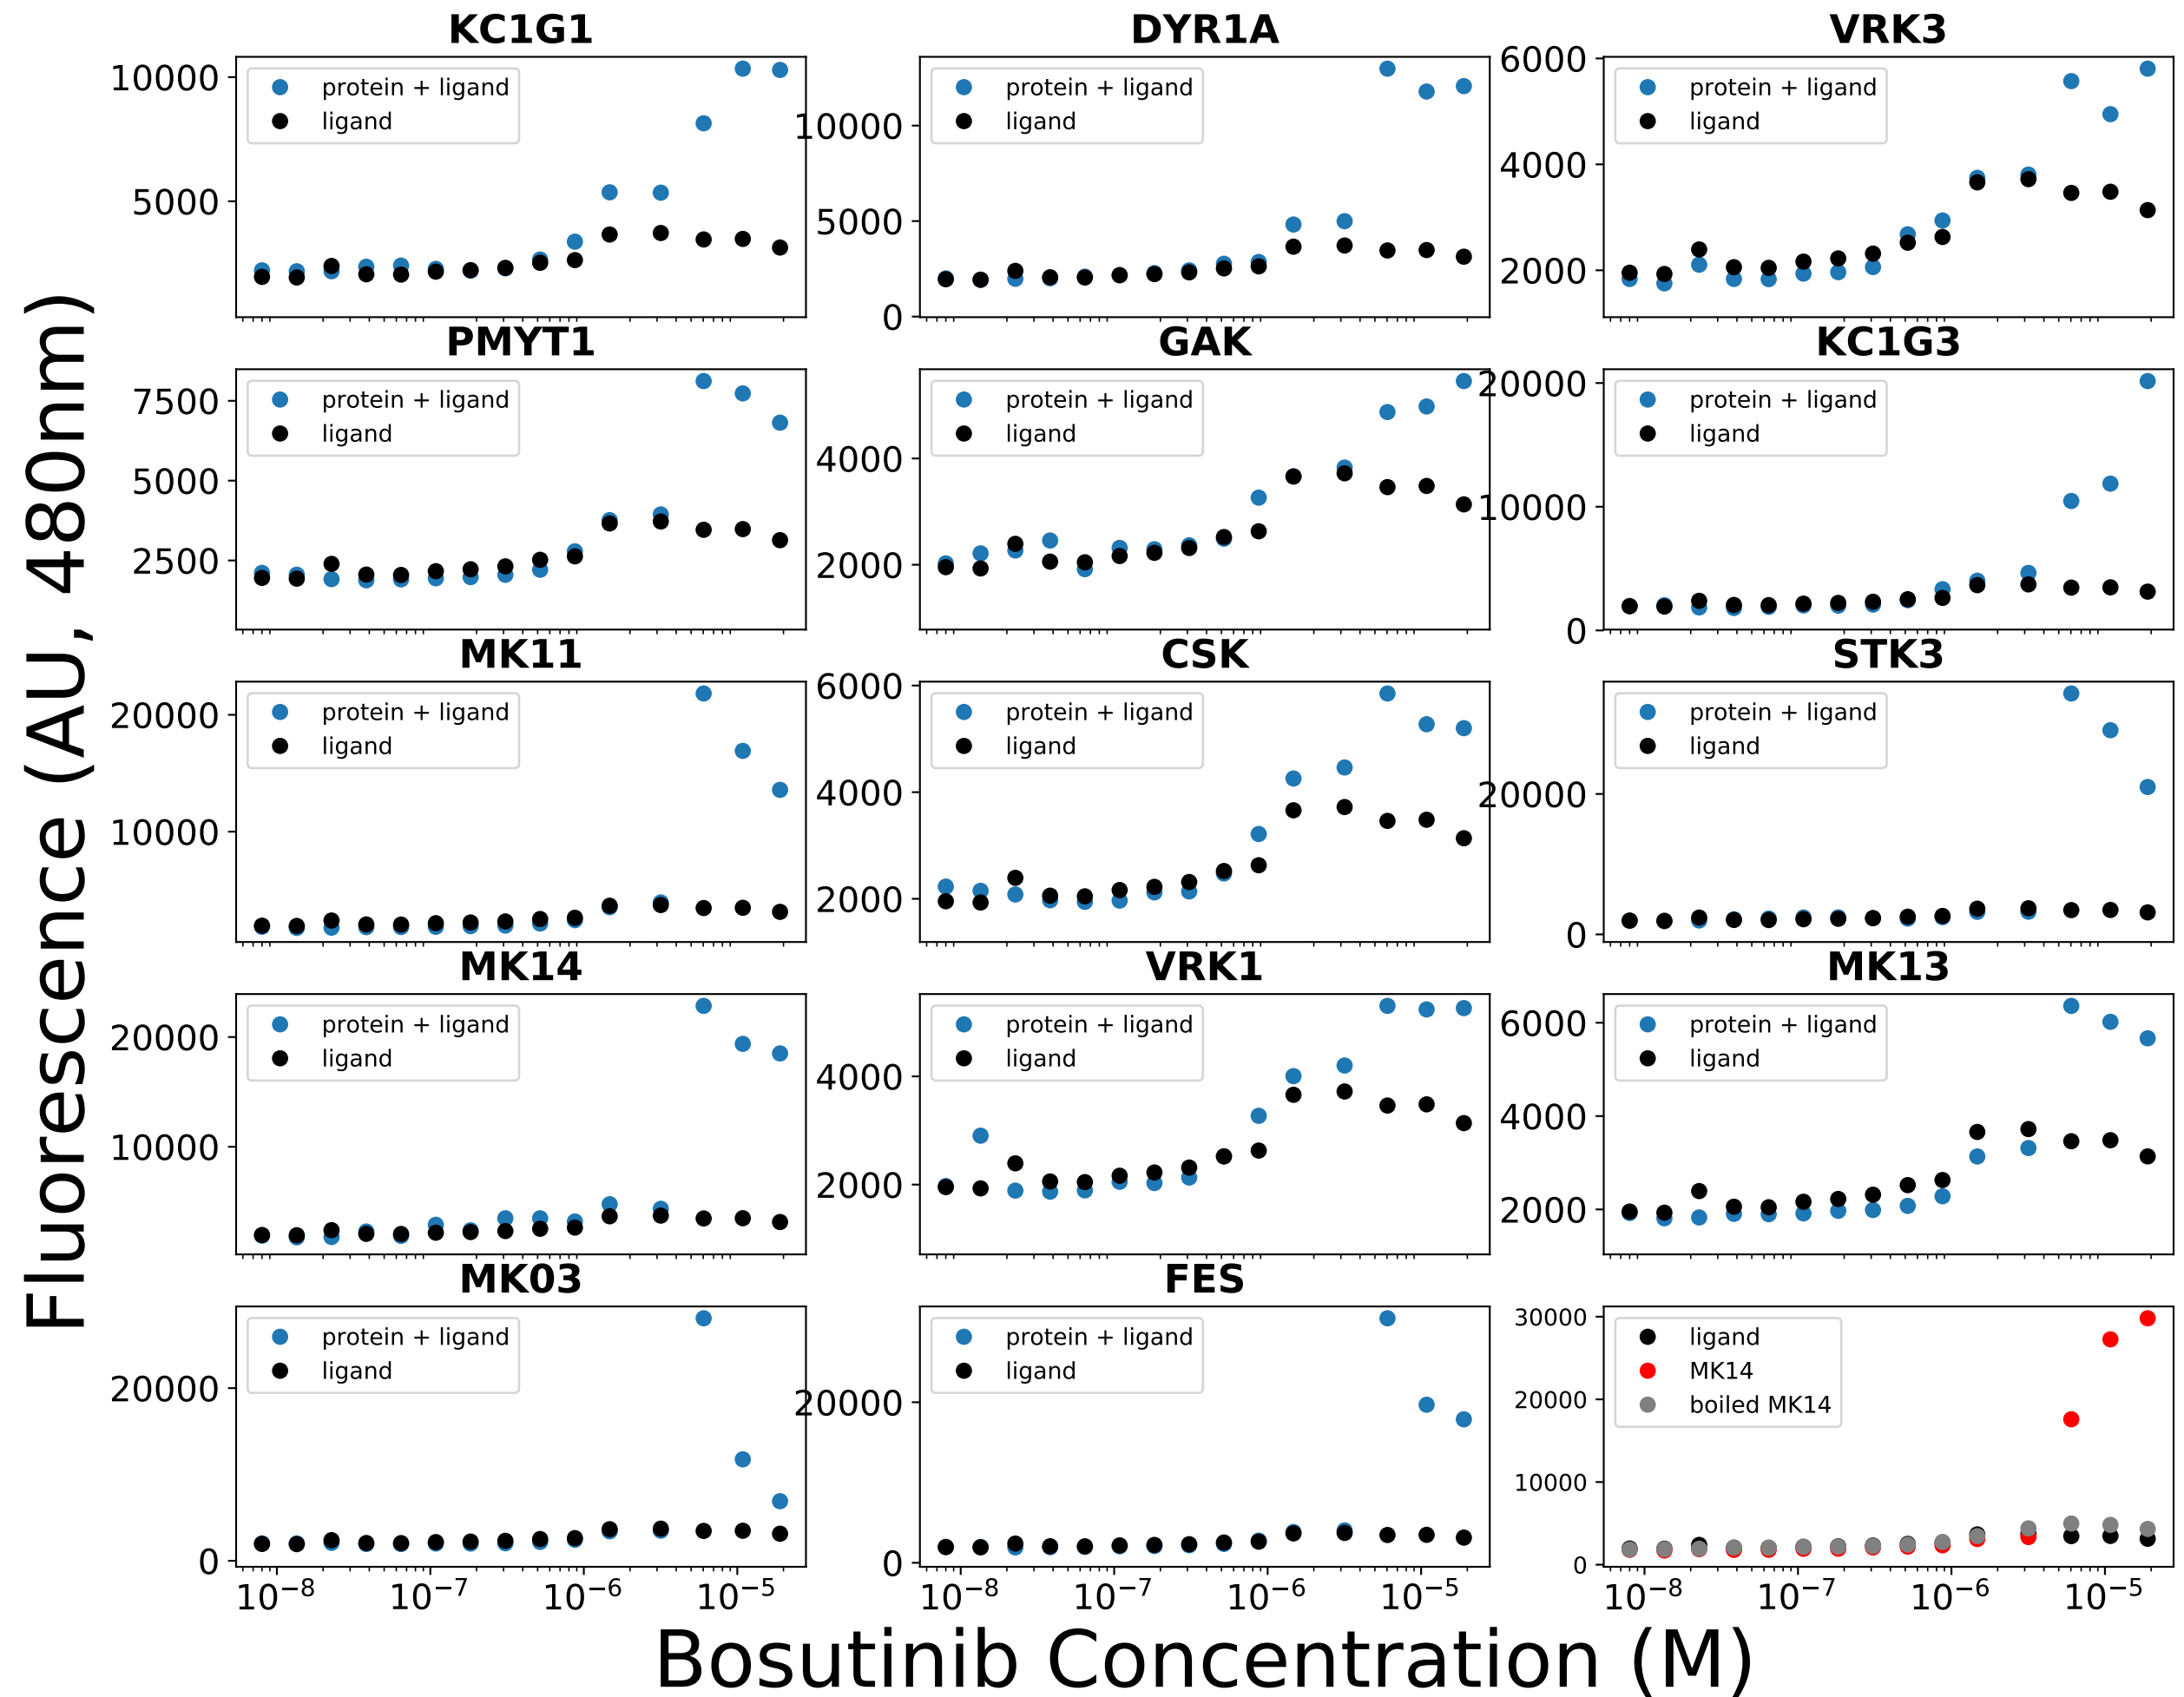 Fluorescence (AU, 480nm)
KC1G1
10000
5000
protein + ligand
ligand
DYR1A
10000
5000
0
protein + ligand
ligand
VRK3
6000
4000
2000
protein + ligand
ligand
PMYT1
7500
5000
2500
protein + ligand
ligand
GAK
4000
2000
protein + ligand
ligand
KC1G3
20000
10000
0
protein + ligand
ligand
MK11
20000
10000
protein + ligand
ligand
CSK
6000
4000
2000
protein + ligand
ligand
STK3
20000
0
protein + ligand
ligand
MK14
20000
10000
protein + ligand
ligand
VRK1
4000
2000
protein + ligand
ligand
MK13
6000
4000
2000
protein + ligand
ligand
MK03
20000
0
protein + ligand
ligand
10⁻⁸ 10⁻⁷ 10⁻⁶ 10⁻⁵
FES
20000
0
protein + ligand
ligand
10⁻⁸ 10⁻⁷ 10⁻⁶ 10⁻⁵
30000
20000
10000
0
ligand
MK14
boiled MK14
10⁻⁸ 10⁻⁷ 10⁻⁶ 10⁻⁵
Bosutinib Concentration (M)